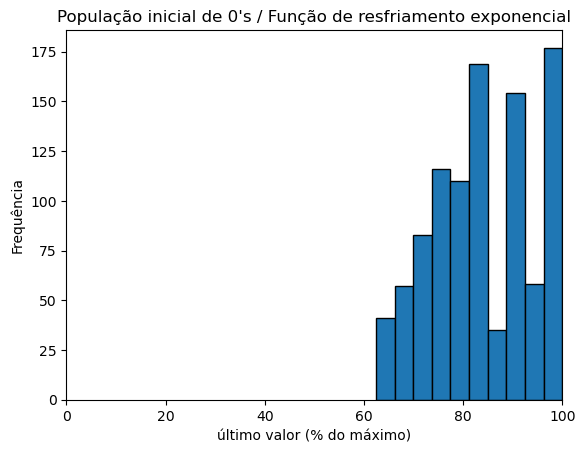 População inicial de 0's / Função de resfriamento exponencial
175
150
125
100
75
50
25
0
Frequência
0 20 40 60 80 100
último valor (% do máximo)